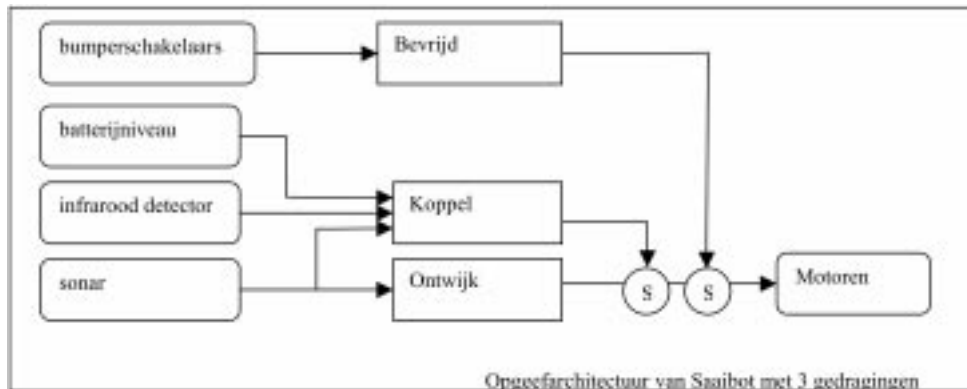 bumperschakelaars
Bevrijd
batterijniveau
infrarood detector
Koppel
sonar
Ontwijk
S
S
Motoren
Opgeefarchitectuur van Saaibot met 3 gedragingen